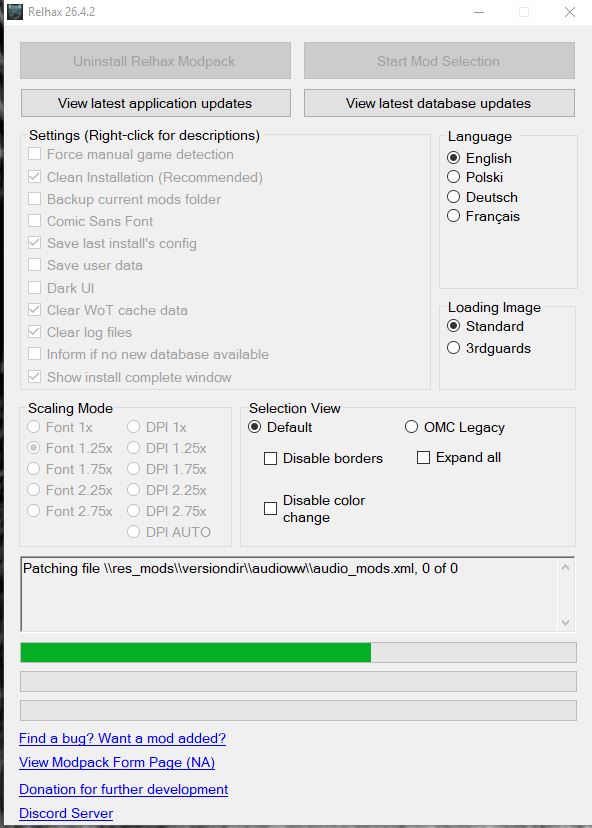 Relhax 26.4.2
Uninstall Relhax Modpack
Start Mod Selection
View latest application updates
View latest database updates
Settings (Right-click for descriptions)
Force manual game detection
Clean Installation (Recommended)
Backup current mods folder
Comic Sans Font
Save last install's config
Save user data
Dark UI
Clear WoT cache data
Clear log files
Inform if no new database available
Show install complete window
Language
English
Polski
Deutsch
Français
Loading Image
Standard
3rdguards
Scaling Mode
Font 1x
DPI 1x
Font 1.25x
DPI 1.25x
Font 1.75x
DPI 1.75x
Font 2.25x
DPI 2.25x
Font 2.75x
DPI 2.75x
DPI AUTO
Selection View
Default
OMC Legacy
Disable borders
Expand all
Disable color
change
Patching file \\res_mods\\versiondir\\audioww\\audio_mods.xml, 0 of 0
Find a bug? Want a mod added?
View Modpack Form Page (NA)
Donation for further development
Discord Server